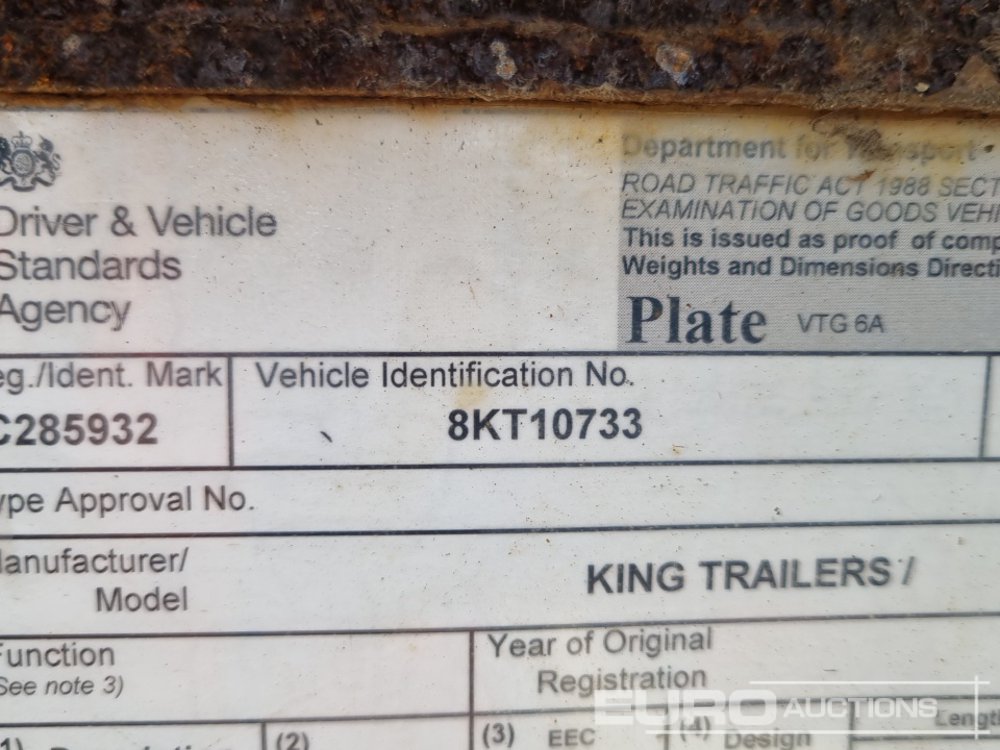 Driver & Vehicle
Standards
Agency
Department for Transport
ROAD TRAFFIC ACT 1988 SECT
EXAMINATION OF GOODS VEHI
This is issued as proof of comp
Weights and Dimensions Directi
Plate VTG 6A
eg./Ident. Mark
C285932
Vehicle Identification No.
8KT10733
ype Approval No.
Manufacturer/
Model
KING TRAILERS /
Function
(See note 3)
Year of Original
Registration
(2)
(3) EEC
(4) Design
Length
EURO AUCTIONS